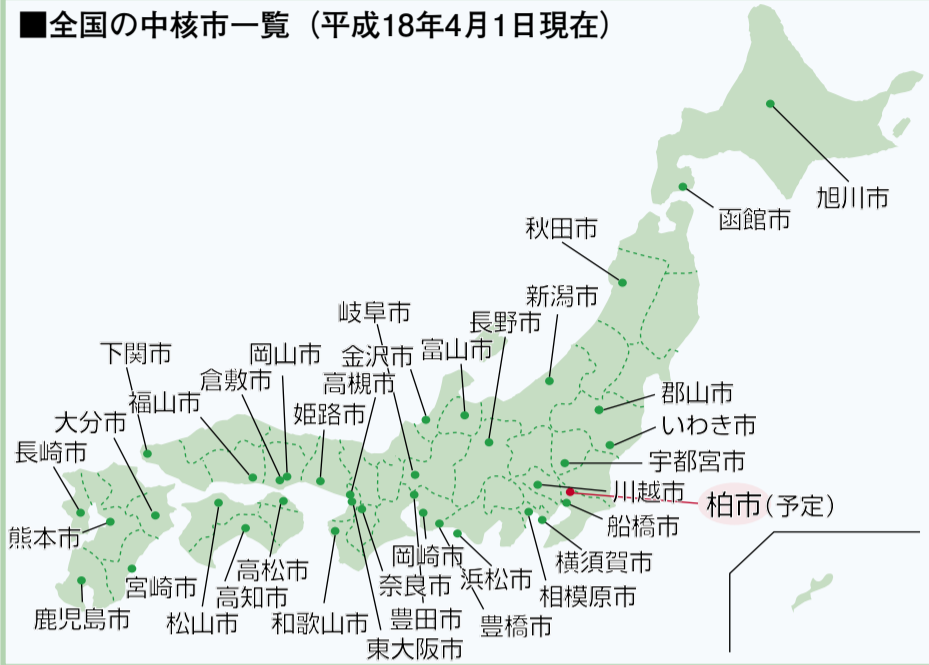 ■全国の中核市一覧（平成18年4月1日現在）
旭川市
函館市
秋田市
新潟市
岐阜市
長野市
富山市
金沢市
岡山市
下関市
高槻市
倉敷市
福山市
姫路市
大分市
長崎市
郡山市
いわき市
宇都宮市
川越市
柏市(予定)
船橋市
熊本市
横須賀市
岡崎市
高松市
浜松市
奈良市
宮崎市
相模原市
高知市
鹿児島市
松山市
和歌山市
豊田市
豊橋市
東大阪市